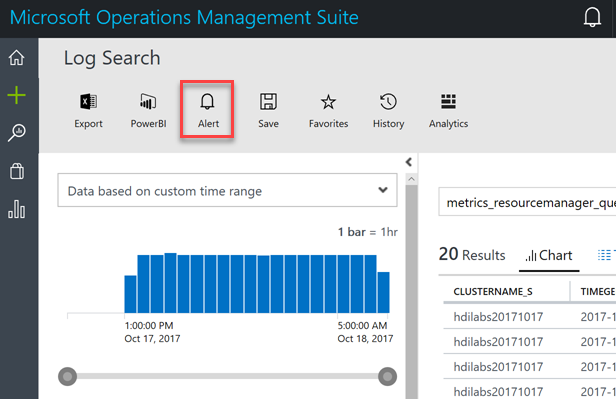 Microsoft Operations Management Suite
Log Search
Export PowerBI Alert Save Favorites History Analytics
Data based on custom time range
1 bar = 1hr
1:00:00 PM 5:00:00 AM
Oct 17, 2017 Oct 18, 2017
metrics_resourcemanager_que
20 Results Chart
CLUSTERNAME_S TIMEGE
hdilabs20171017 2017-1
hdilabs20171017 2017-1
hdilabs20171017 2017-1
hdilabs20171017 2017-1